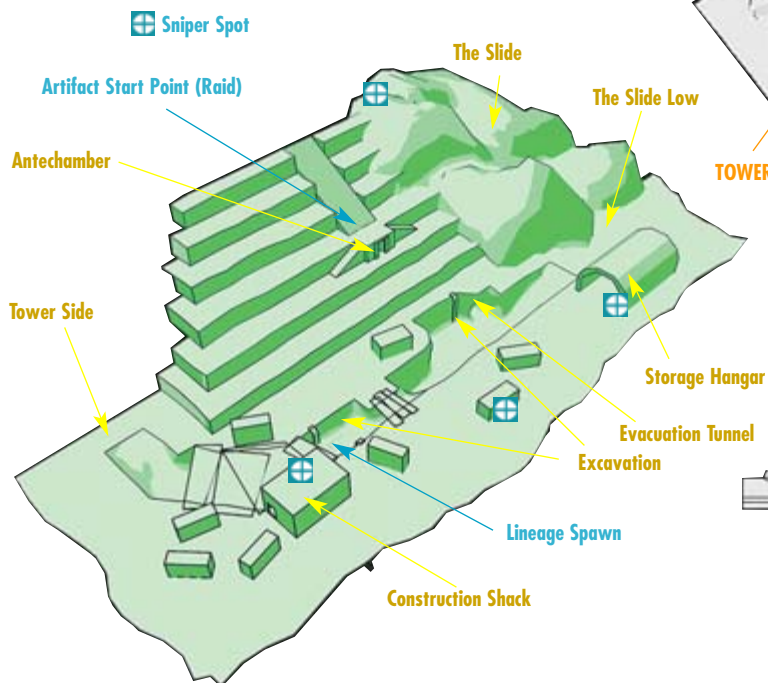 Sniper Spot
The Slide
Artifact Start Point (Raid)
The Slide Low
Antechamber
TOWER
Tower Side
Storage Hangar
Evacuation Tunnel
Excavation
Lineage Spawn
Construction Shack